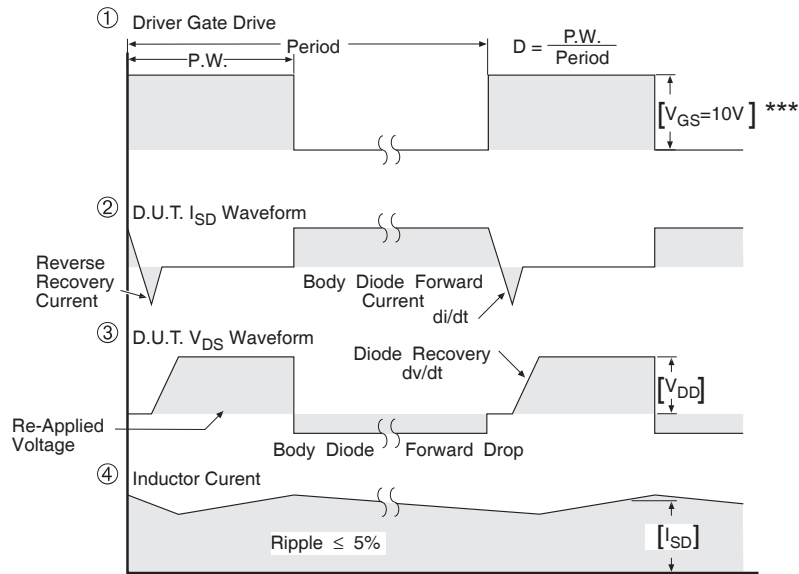 ① Driver Gate Drive
P.W.
Period
D = P.W. / Period
[VGS=10V] ***
② D.U.T. ISD Waveform
Reverse
Recovery
Current
Body Diode Forward
Current
di/dt
③ D.U.T. VDS Waveform
Diode Recovery
dv/dt
[VDD]
Re-Applied
Voltage
Body Diode Forward Drop
④ Inductor Curent
Ripple ≤ 5%
[ISD]